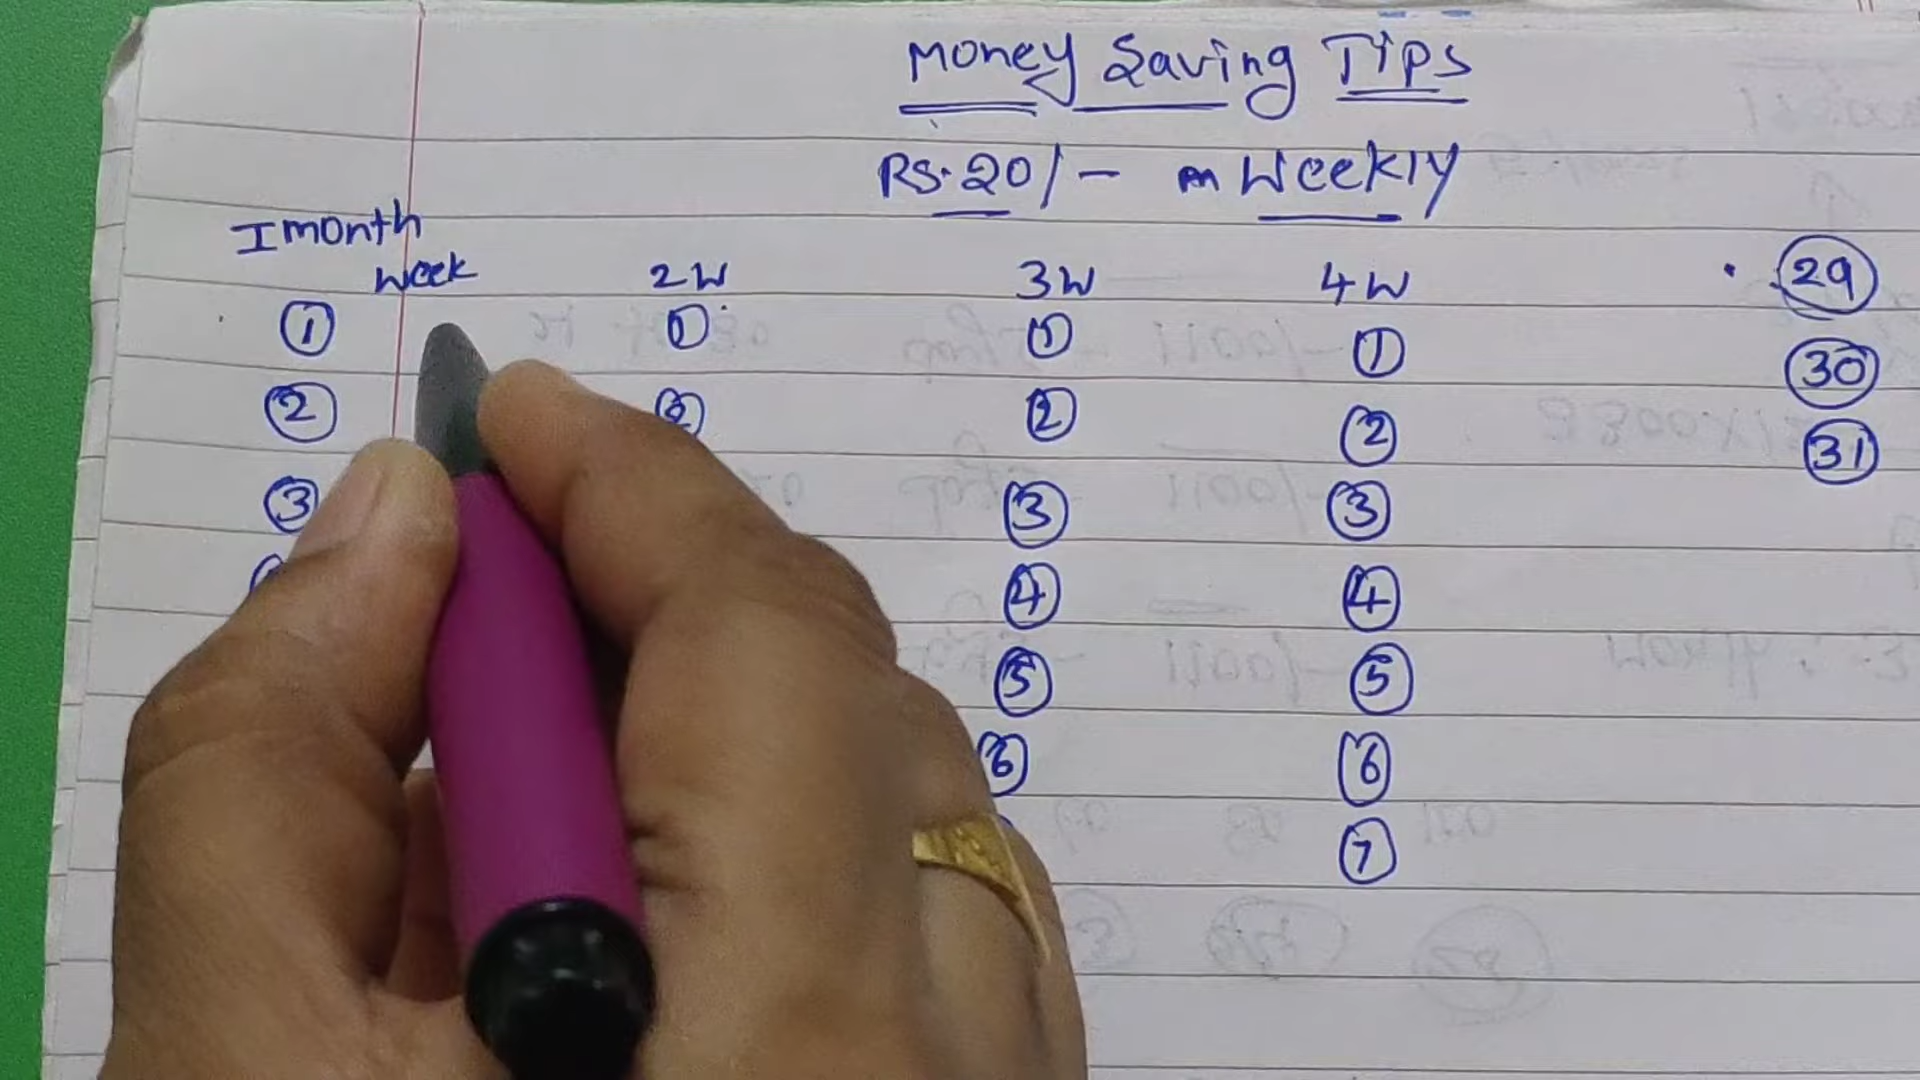 Money Saving Tips
RS. 20/- Weekly
I month
week 2W 3W 4W 29
1 1 1 1 30
2 2 2 2 31
3 3 3
4 4
5 5
6 6
7